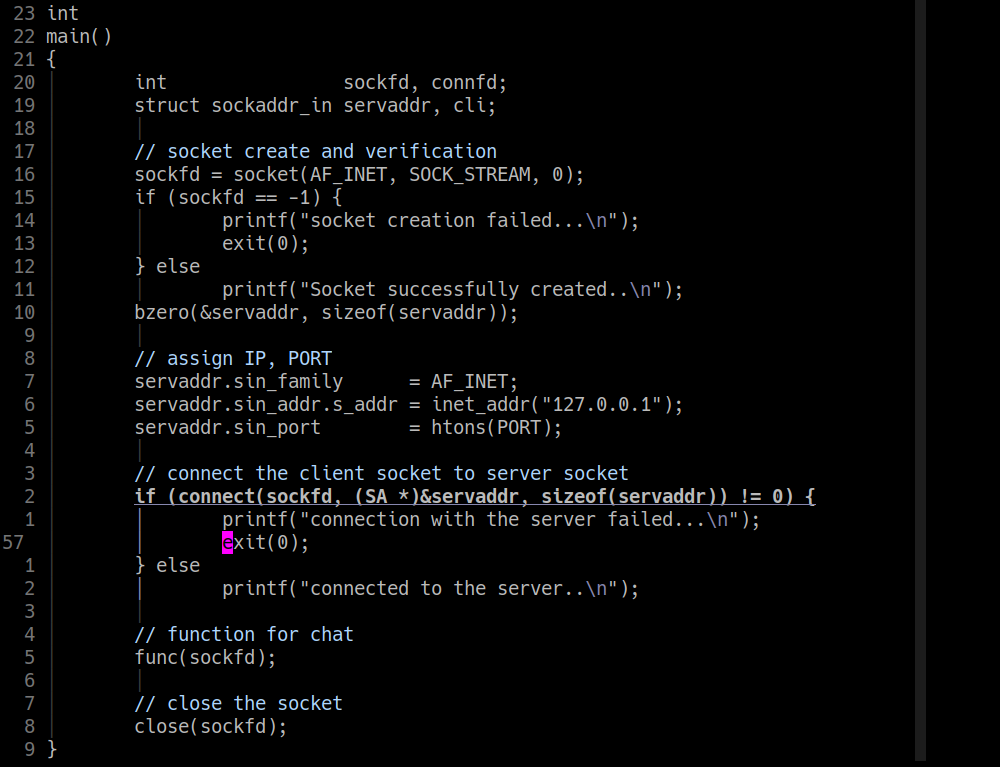 23 int
22 main()
21 {
20         int                sockfd, connfd;
19         struct sockaddr_in servaddr, cli;
18
17         // socket create and verification
16         sockfd = socket(AF_INET, SOCK_STREAM, 0);
15         if (sockfd == -1) {
14                 printf("socket creation failed...\n");
13                 exit(0);
12         } else
11                 printf("Socket successfully created..\n");
10         bzero(&servaddr, sizeof(servaddr));
9
8         // assign IP, PORT
7         servaddr.sin_family      = AF_INET;
6         servaddr.sin_addr.s_addr = inet_addr("127.0.0.1");
5         servaddr.sin_port        = htons(PORT);
4
3         // connect the client socket to server socket
2         if (connect(sockfd, (SA *)&servaddr, sizeof(servaddr)) != 0) {
1                 printf("connection with the server failed...\n");
57                 exit(0);
1         } else
2                 printf("connected to the server..\n");
3
4         // function for chat
5         func(sockfd);
6
7         // close the socket
8         close(sockfd);
9 }